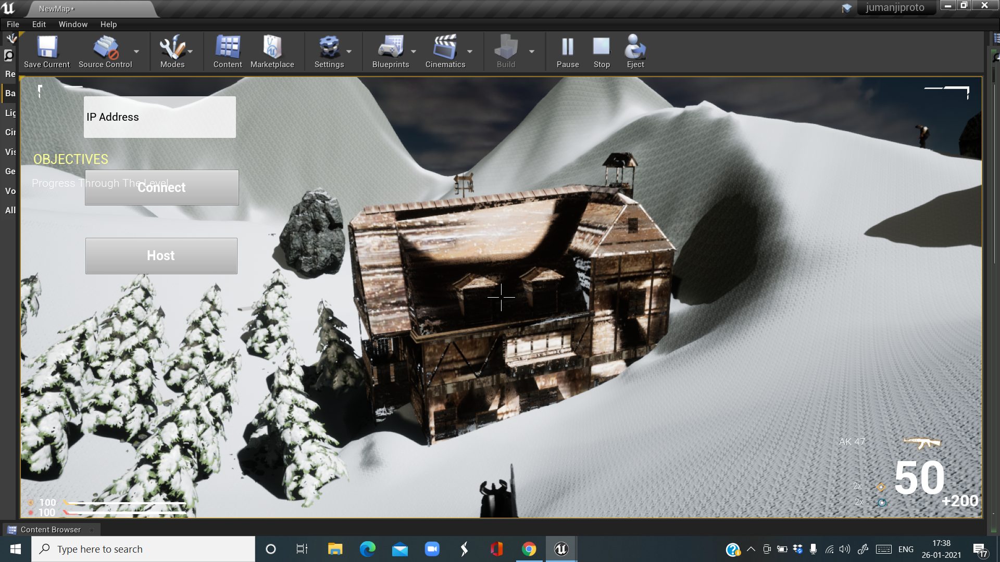 NewMap*
jumanjiproto
File Edit Window Help
Save Current Source Control Modes Content Marketplace Settings Blueprints Cinematics Build Pause Stop Eject
Re
Ba
Lig
Cin
Vis
Ge
Vo
All
IP Address
OBJECTIVES
Progress Through The Level
Connect
Host
AK 47
50
2x
2x
+200
100
100
Content Browser
Type here to search
ENG
17:38
26-01-2021
17